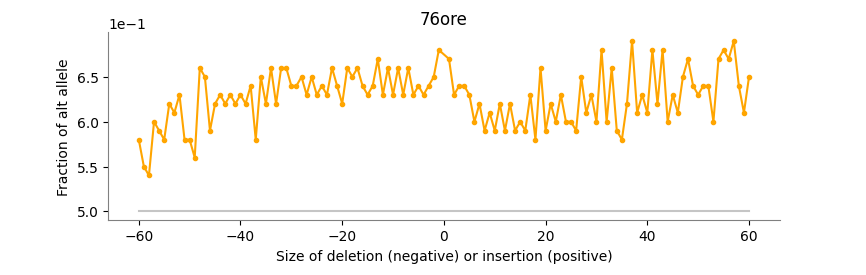 76ore
1e−1
Fraction of alt allele
6.5
6.0
5.5
5.0
−60 −40 −20 0 20 40 60
Size of deletion (negative) or insertion (positive)